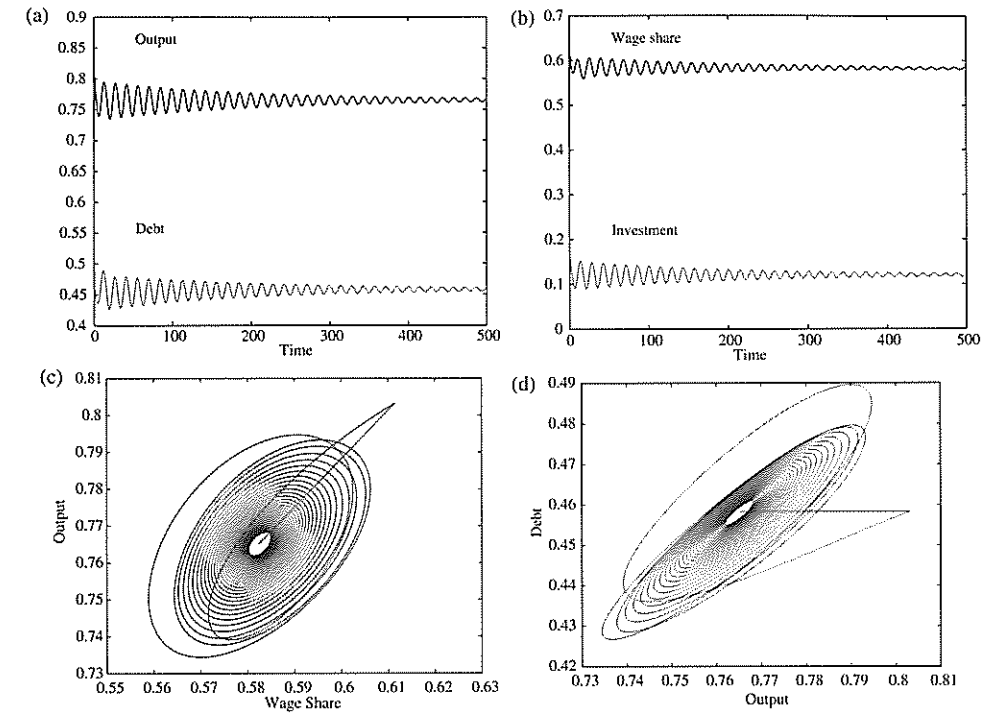 (a)
0.9
0.85
Output
0.8
0.75
0.7
0.65
0.6
0.55
Debt
0.5
0.45
0.4
0 100 200 300 400 500
Time
(b)
0.7
Wage share
0.6
0.5
0.4
0.3
0.2
Investment
0.1
0
0 100 200 300 400 500
Time
(c)
0.81
0.8
0.79
0.78
0.77
0.76
0.75
0.74
0.73
Output
0.55 0.56 0.57 0.58 0.59 0.6 0.61 0.62 0.63
Wage Share
(d)
0.49
0.48
0.47
0.46
0.45
0.44
0.43
0.42
Debt
0.73 0.74 0.75 0.76 0.77 0.78 0.79 0.8 0.81
Output